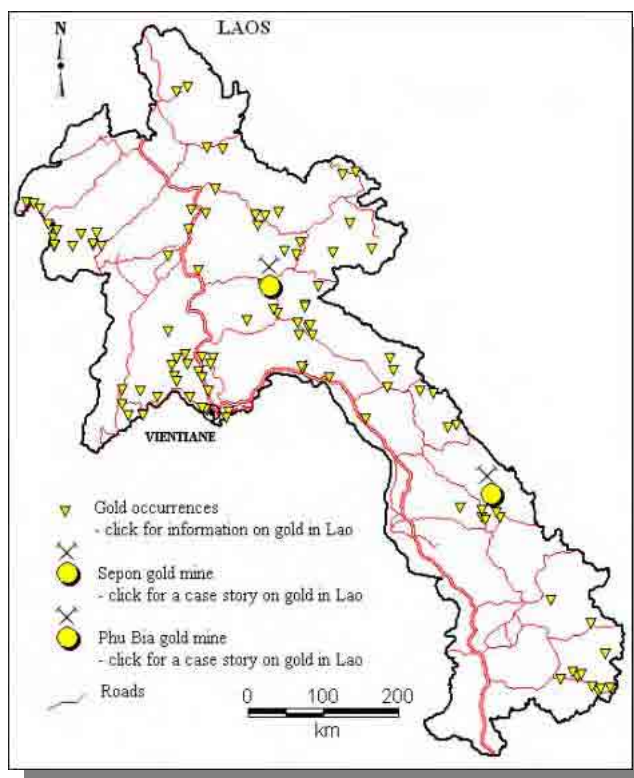 N
LAOS
VIENTIANE
Gold occurrences
- click for information on gold in Lao
Sepon gold mine
- click for a case story on gold in Lao
Phu Bia gold mine
- click for a case story on gold in Lao
Roads
0 100 200
km